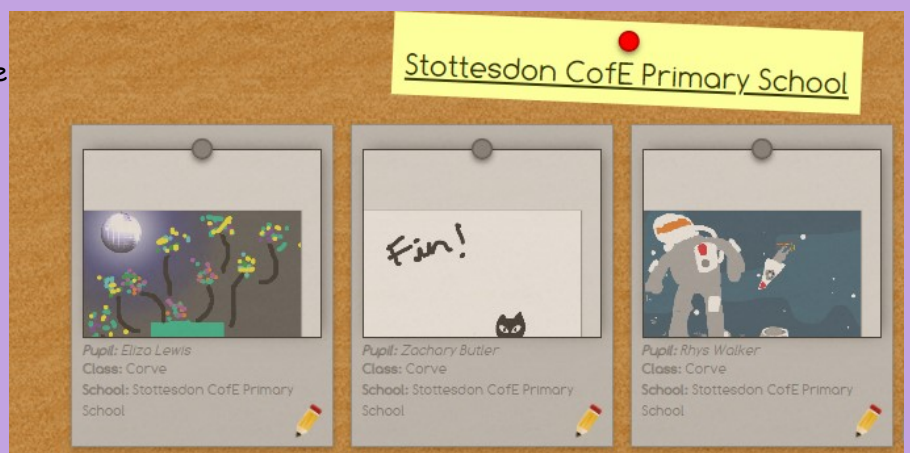 e
Stottesdon CofE Primary School
Fin!
Pupil: Eliza Lewis
Class: Corve
School: Stottesdon CofE Primary
School
Pupil: Zachary Butler
Class: Corve
School: Stottesdon CofE Primary
School
Pupil: Rhys Walker
Class: Corve
School: Stottesdon CofE Primary
School